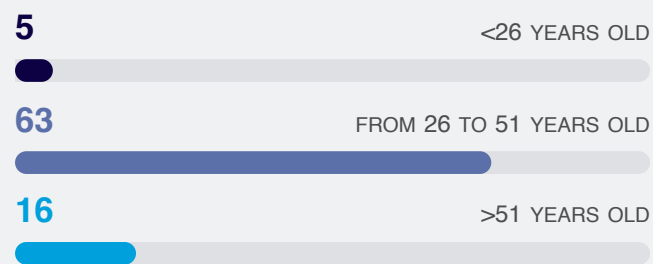 5 <26 YEARS OLD
63 FROM 26 TO 51 YEARS OLD
16 >51 YEARS OLD